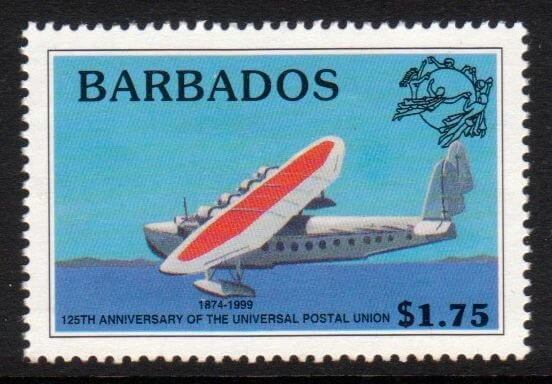 BARBADOS
1874-1999
125TH ANNIVERSARY OF THE UNIVERSAL POSTAL UNION
$1.75